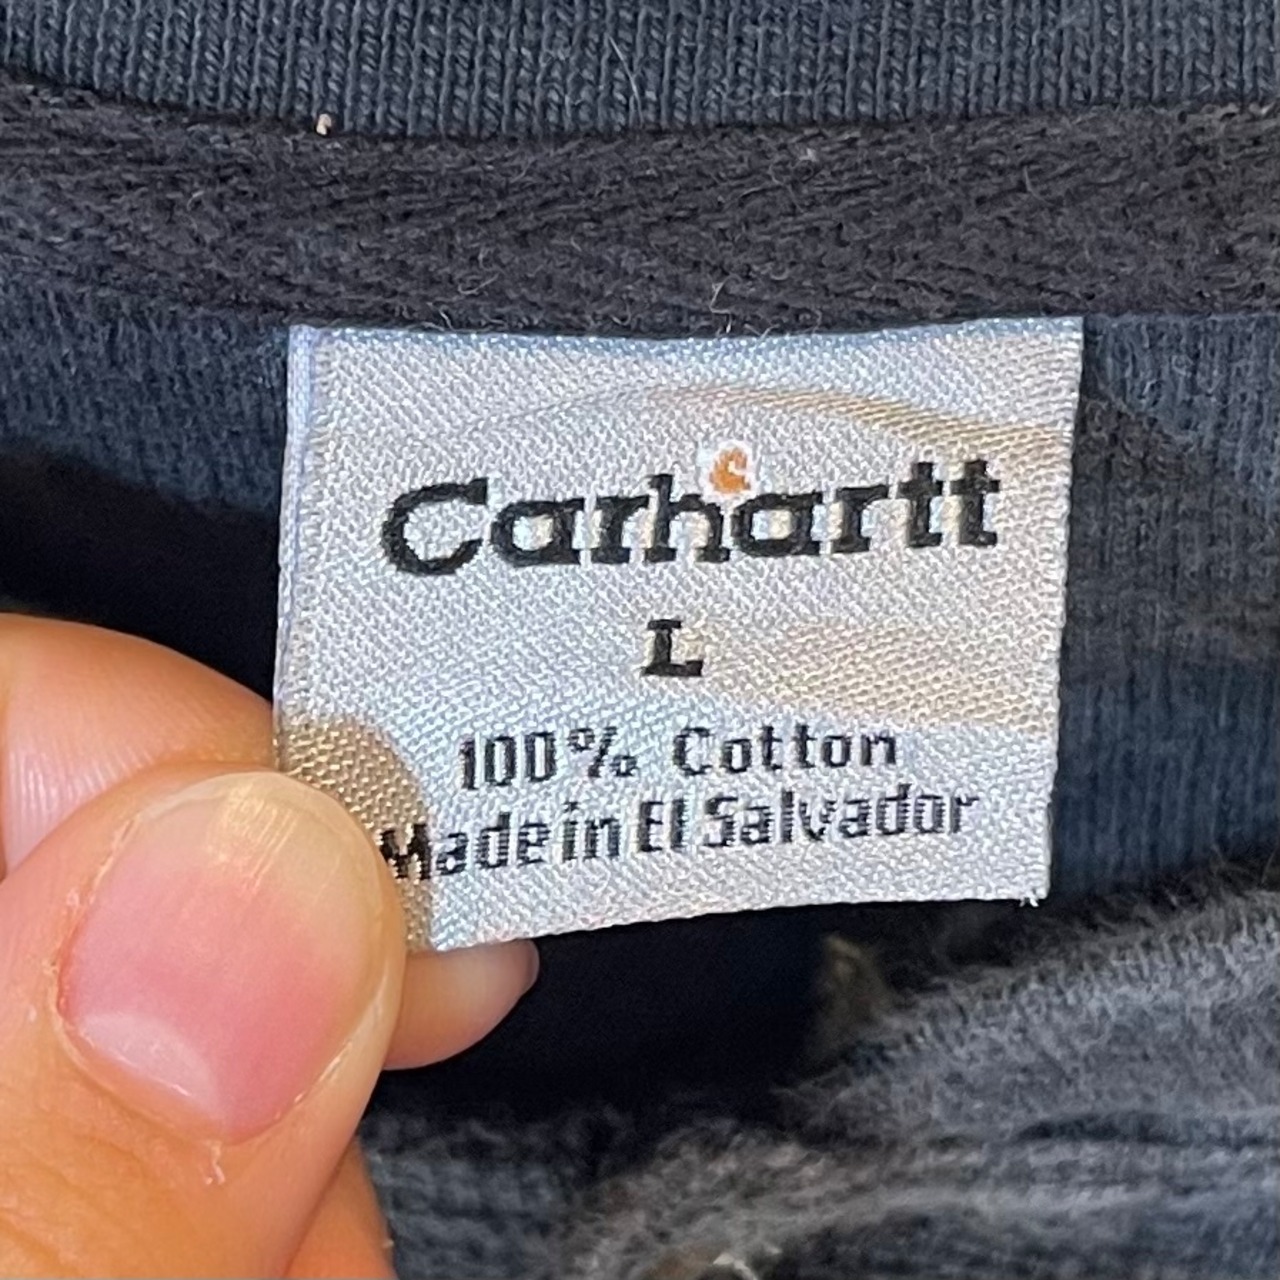 Carhartt
L
100% Cotton
Made in El Salvador